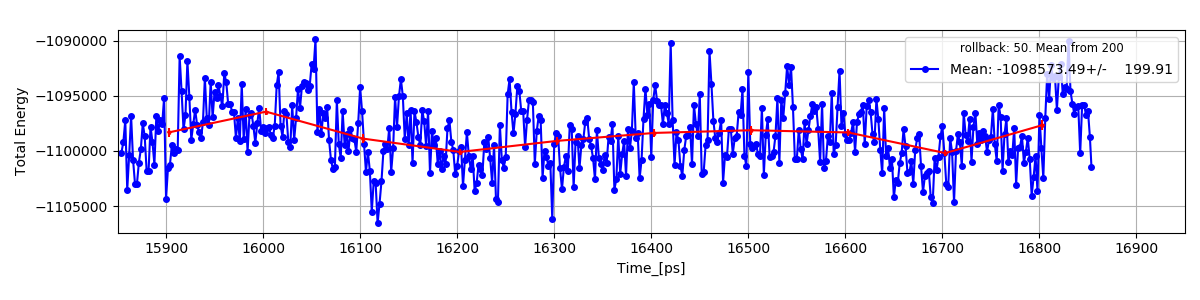 rollback: 50. Mean from 200
Mean: -1098573.49+/- 199.91
Total Energy
−1090000
−1095000
−1100000
−1105000
15900 16000 16100 16200 16300 16400 16500 16600 16700 16800 16900
Time_[ps]